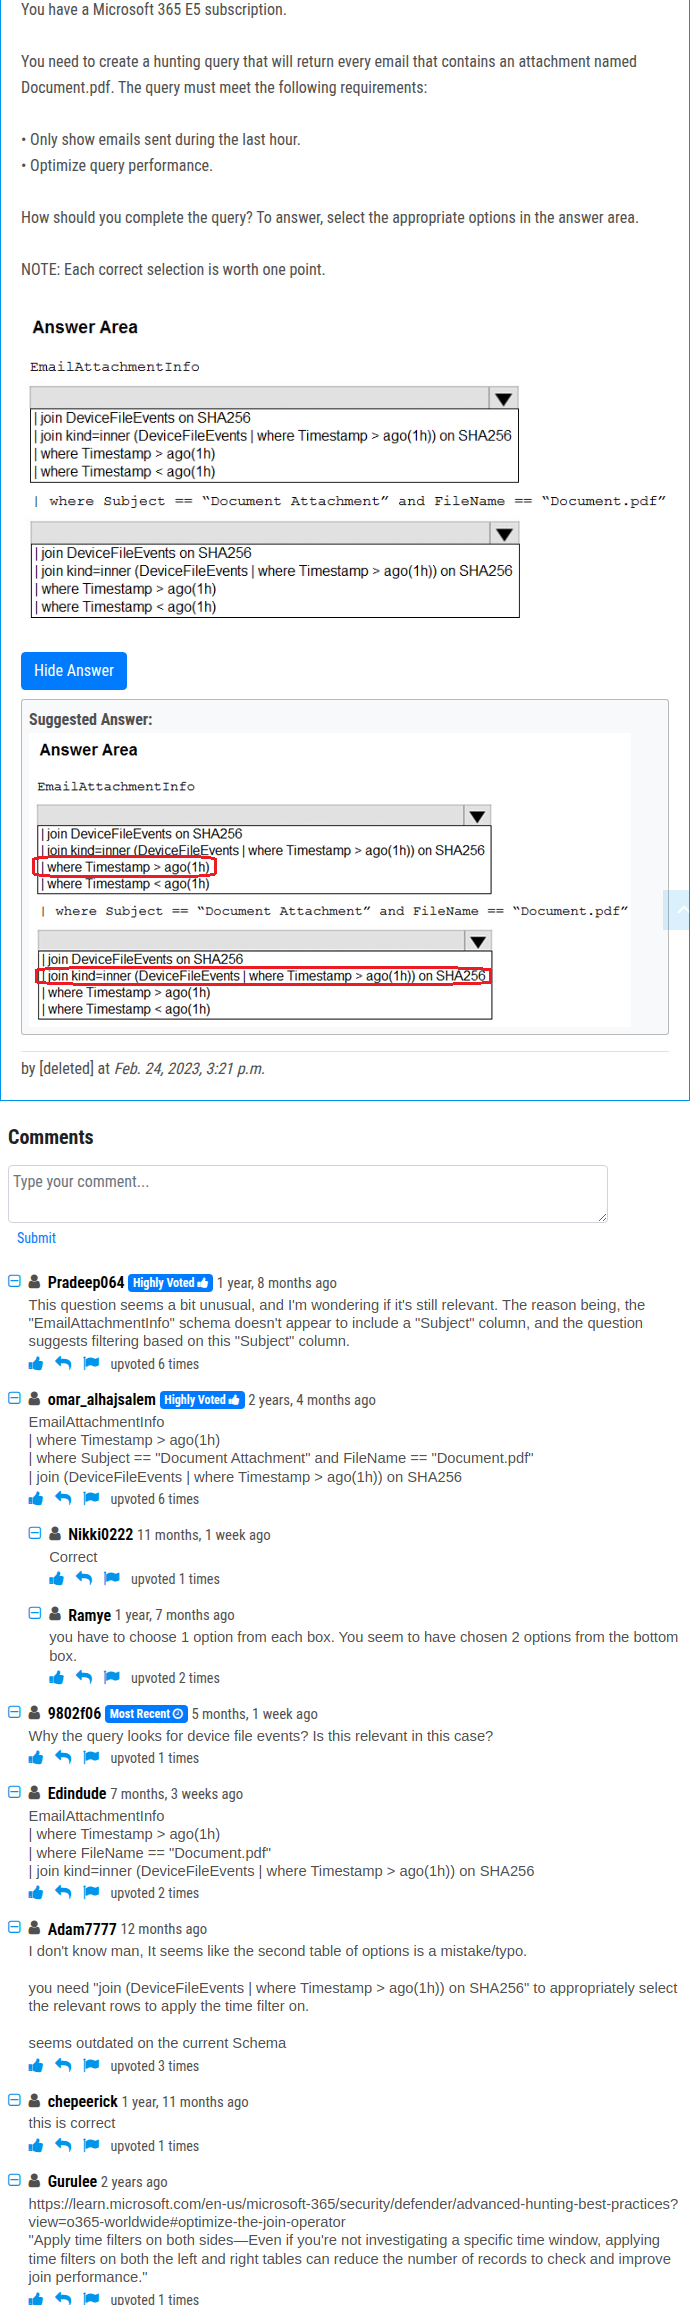 You have a Microsoft 365 E5 subscription.
You need to create a hunting query that will return every email that contains an attachment named
Document.pdf. The query must meet the following requirements:
• Only show emails sent during the last hour.
• Optimize query performance.
How should you complete the query? To answer, select the appropriate options in the answer area.
NOTE: Each correct selection is worth one point.
Answer Area
EmailAttachmentInfo
| join DeviceFileEvents on SHA256
| join kind=inner (DeviceFileEvents | where Timestamp > ago(1h)) on SHA256
| where Timestamp > ago(1h)
| where Timestamp < ago(1h)
| where Subject == “Document Attachment” and FileName == “Document.pdf”
| join DeviceFileEvents on SHA256
| join kind=inner (DeviceFileEvents | where Timestamp > ago(1h)) on SHA256
| where Timestamp > ago(1h)
| where Timestamp < ago(1h)
Hide Answer
Suggested Answer:
Answer Area
EmailAttachmentInfo
| join DeviceFileEvents on SHA256
| join kind=inner (DeviceFileEvents | where Timestamp > ago(1h)) on SHA256
| where Timestamp > ago(1h)
| where Timestamp < ago(1h)
| where Subject == “Document Attachment” and FileName == “Document.pdf”
| join DeviceFileEvents on SHA256
| join kind=inner (DeviceFileEvents | where Timestamp > ago(1h)) on SHA256
| where Timestamp > ago(1h)
| where Timestamp < ago(1h)
by [deleted] at Feb. 24, 2023, 3:21 p.m.
Comments
Type your comment...
Submit
Pradeep064 Highly Voted 1 year, 8 months ago
This question seems a bit unusual, and I'm wondering if it's still relevant. The reason being, the
"EmailAttachmentInfo" schema doesn't appear to include a "Subject" column, and the question
suggests filtering based on this "Subject" column.
upvoted 6 times
omar_alhajsalem Highly Voted 2 years, 4 months ago
EmailAttachmentInfo
| where Timestamp > ago(1h)
| where Subject == "Document Attachment" and FileName == "Document.pdf"
| join (DeviceFileEvents | where Timestamp > ago(1h)) on SHA256
upvoted 6 times
Nikki0222 11 months, 1 week ago
Correct
upvoted 1 times
Ramye 1 year, 7 months ago
you have to choose 1 option from each box. You seem to have chosen 2 options from the bottom
box.
upvoted 2 times
9802f06 Most Recent 5 months, 1 week ago
Why the query looks for device file events? Is this relevant in this case?
upvoted 1 times
Edindude 7 months, 3 weeks ago
EmailAttachmentInfo
| where Timestamp > ago(1h)
| where FileName == "Document.pdf"
| join kind=inner (DeviceFileEvents | where Timestamp > ago(1h)) on SHA256
upvoted 2 times
Adam7777 12 months ago
I don't know man, It seems like the second table of options is a mistake/typo.
you need "join (DeviceFileEvents | where Timestamp > ago(1h)) on SHA256" to appropriately select
the relevant rows to apply the time filter on.
seems outdated on the current Schema
upvoted 3 times
chepeerick 1 year, 11 months ago
this is correct
upvoted 1 times
Gurulee 2 years ago
https://learn.microsoft.com/en-us/microsoft-365/security/defender/advanced-hunting-best-practices?
view=o365-worldwide#optimize-the-join-operator
"Apply time filters on both sides—Even if you're not investigating a specific time window, applying
time filters on both the left and right tables can reduce the number of records to check and improve
join performance."
upvoted 1 times